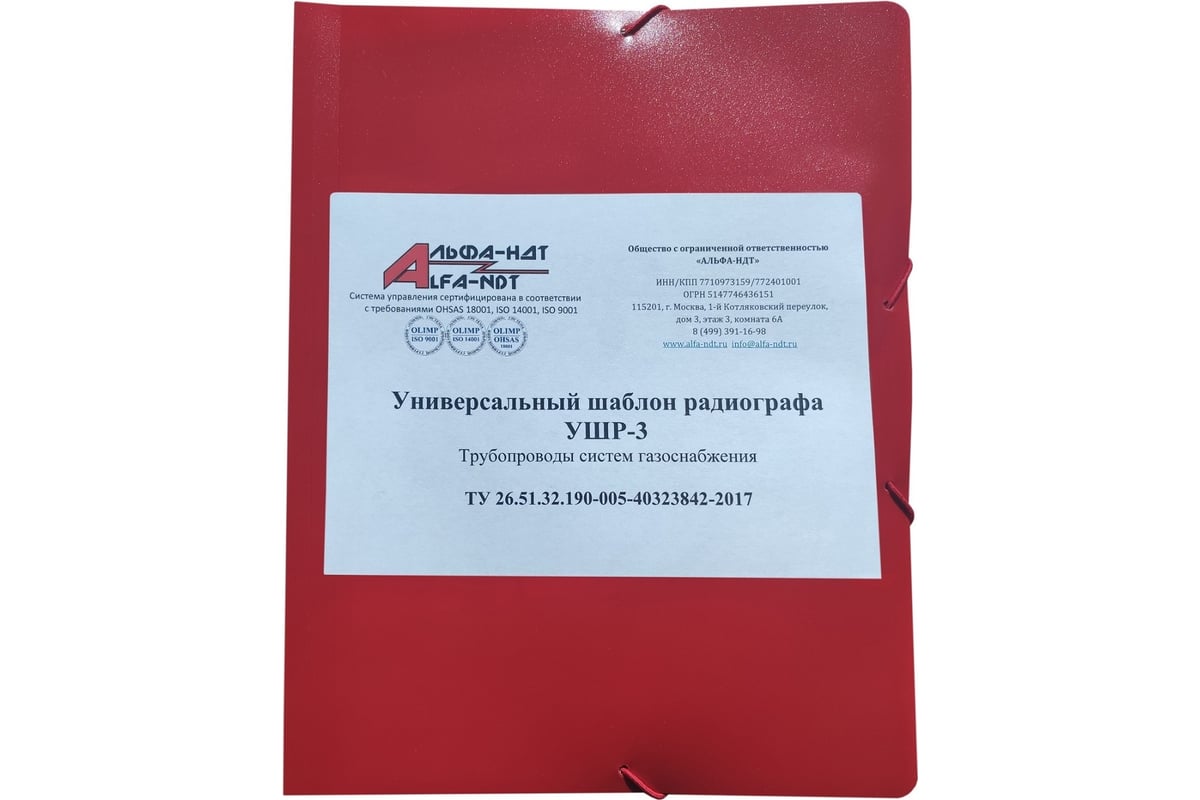 АЛЬФА-НДТ
ALFA-NDT
Система управления сертифицирована в соответствии
с требованиями OHSAS 18001, ISO 14001, ISO 9001
OLIMP
ISO 9001
OLIMP
ISO 14001
OLIMP
OHSAS
18001
Общество с ограниченной ответственностью
«АЛЬФА-НДТ»
ИНН/КПП 7710973159/772401001
ОГРН 5147746436151
115201, г. Москва, 1-й Котляковский переулок,
дом 3, этаж 3, комната 6А
8 (499) 391-16-98
www.alfa-ndt.ru info@alfa-ndt.ru
Универсальный шаблон радиографа
УШР-3
Трубопроводы систем газоснабжения
ТУ 26.51.32.190-005-40323842-2017